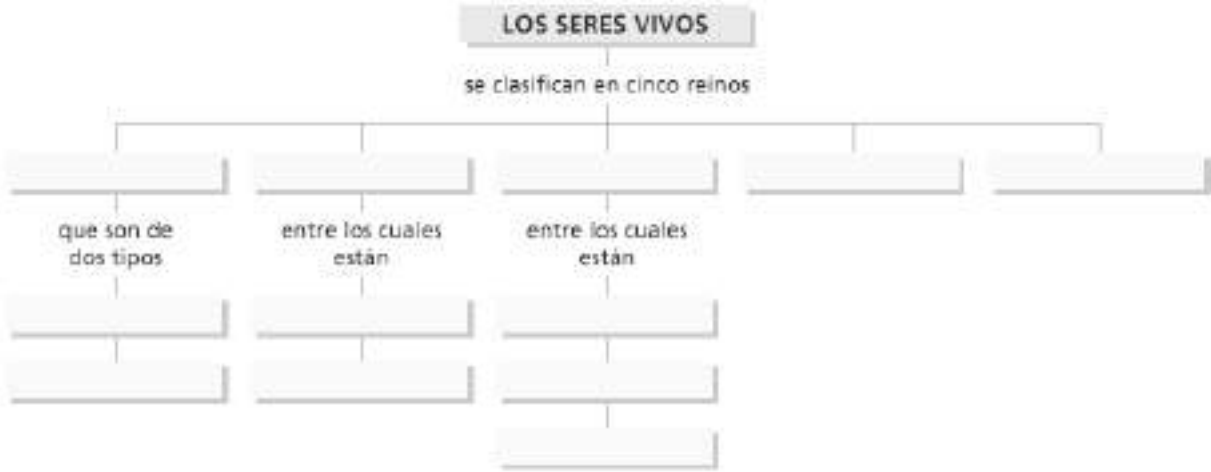 LOS SERES VIVOS
se clasifican en cinco reinos
que son de
dos tipos
entre los cuales
están
entre los cuales
están